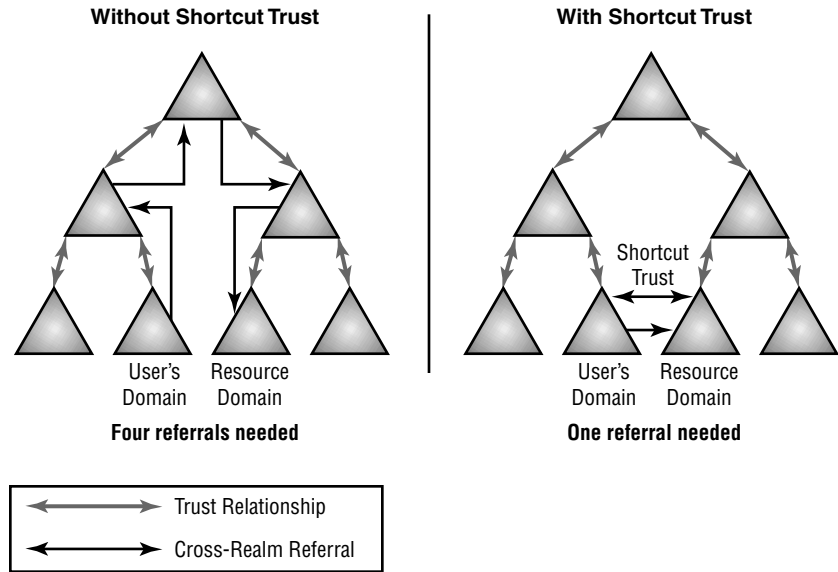 Without Shortcut Trust
User's
Domain
Resource
Domain
Four referrals needed
With Shortcut Trust
Shortcut
Trust
User's
Domain
Resource
Domain
One referral needed
Trust Relationship
Cross-Realm Referral